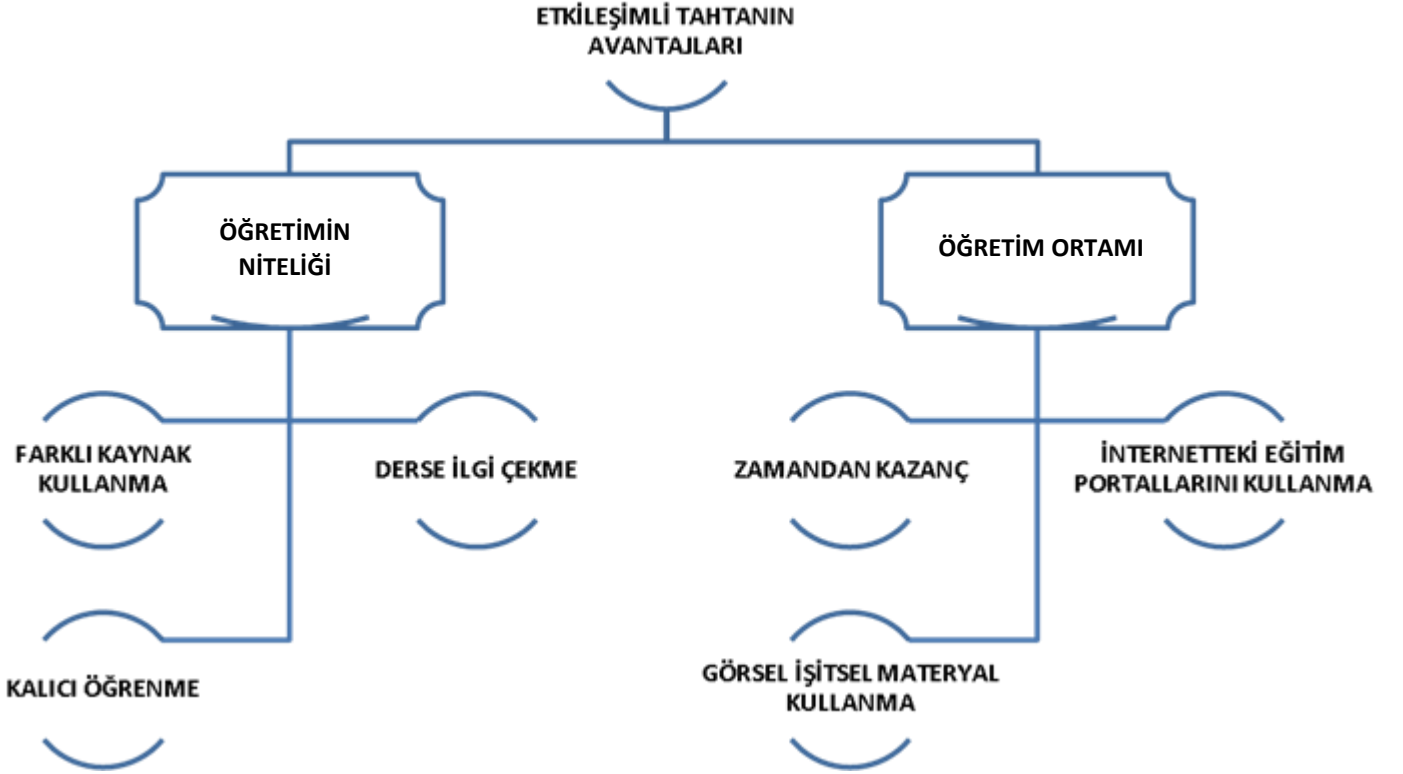 ETKİLEŞİMLİ TAHTANIN
AVANTAJLARI
ÖĞRETİMİN
NİTELİĞİ
ÖĞRETİM ORTAMI
FARKLI KAYNAK
KULLANMA
DERSE İLGİ ÇEKME
ZAMANDAN KAZANÇ
İNTERNETTEKİ EĞİTİM
PORTALLARINI KULLANMA
KALICI ÖĞRENME
GÖRSEL İŞİTSEL MATERYAL
KULLANMA